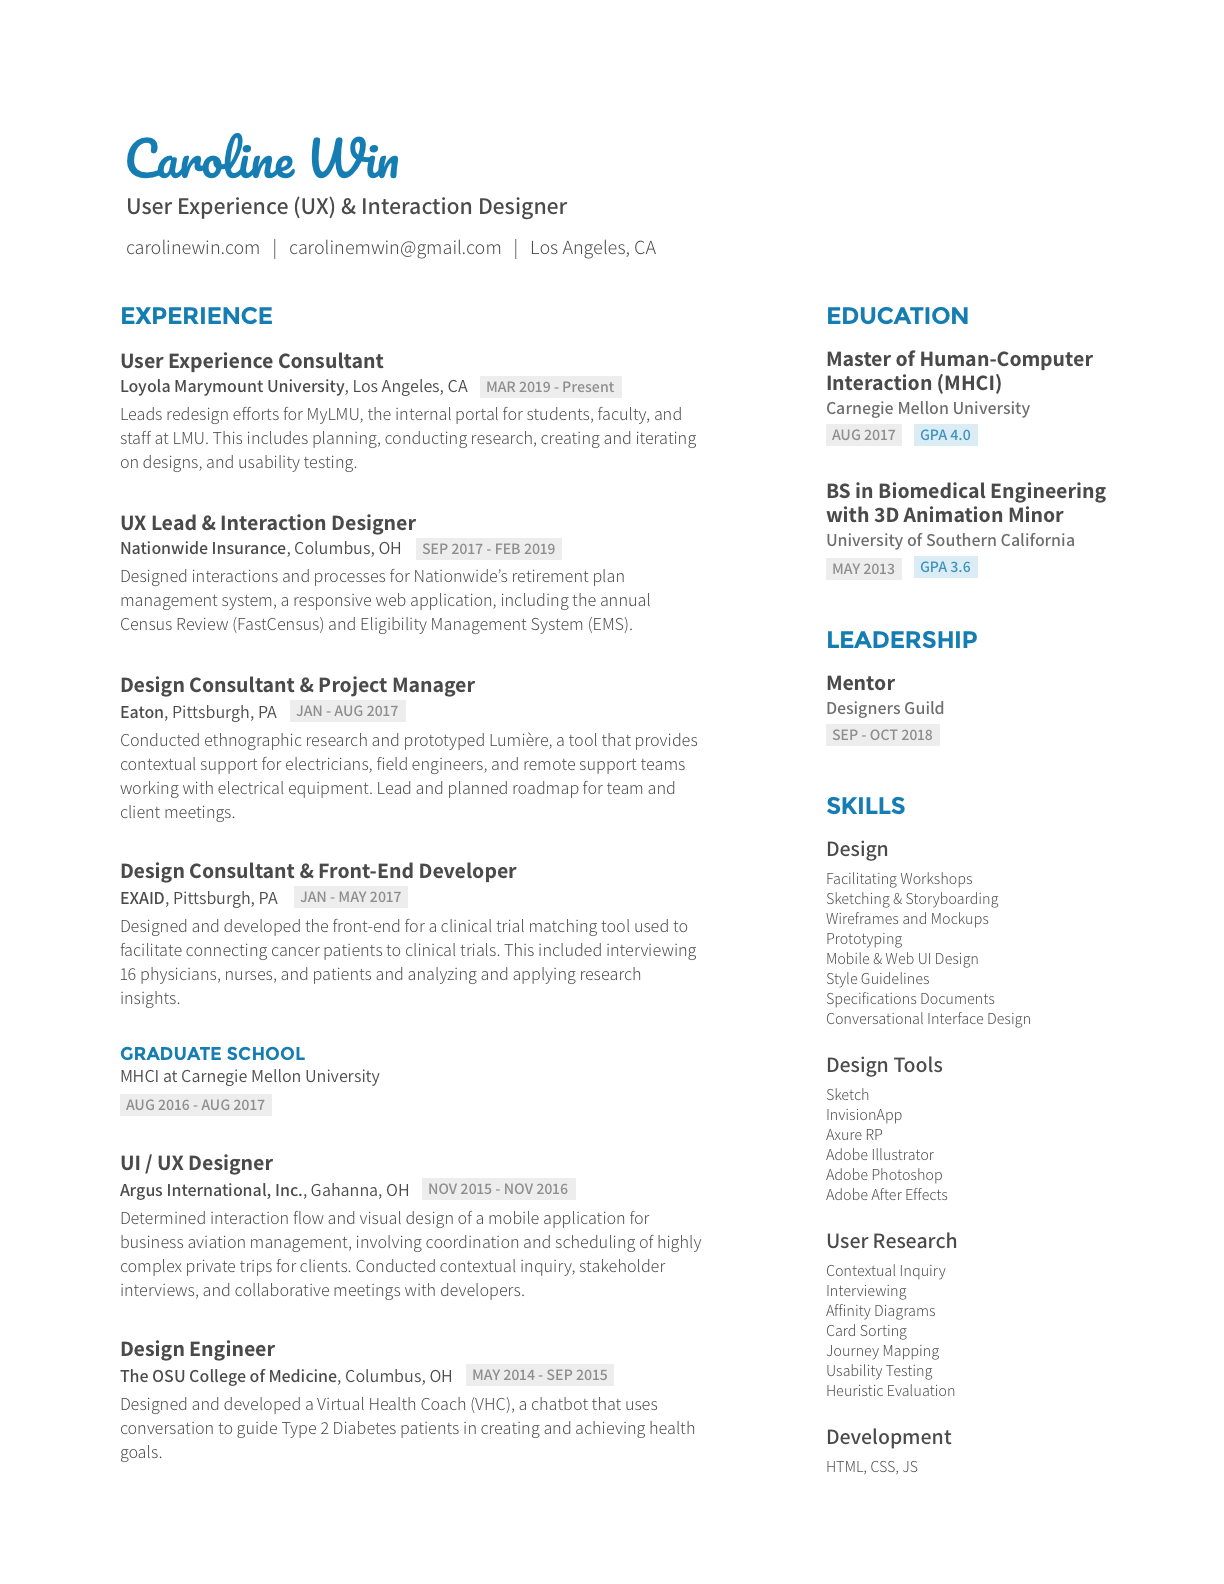 Caroline Win
User Experience (UX) & Interaction Designer
carolinewin.com | carolinemwin@gmail.com | Los Angeles, CA
EXPERIENCE
User Experience Consultant
Loyola Marymount University, Los Angeles, CA MAR 2019 - Present
Leads redesign efforts for MyLMU, the internal portal for students, faculty, and
staff at LMU. This includes planning, conducting research, creating and iterating
on designs, and usability testing.
UX Lead & Interaction Designer
Nationwide Insurance, Columbus, OH SEP 2017 - FEB 2019
Designed interactions and processes for Nationwide’s retirement plan
management system, a responsive web application, including the annual
Census Review (FastCensus) and Eligibility Management System (EMS).
Design Consultant & Project Manager
Eaton, Pittsburgh, PA JAN - AUG 2017
Conducted ethnographic research and prototyped Lumière, a tool that provides
contextual support for electricians, field engineers, and remote support teams
working with electrical equipment. Lead and planned roadmap for team and
client meetings.
Design Consultant & Front-End Developer
EXAID, Pittsburgh, PA JAN - MAY 2017
Designed and developed the front-end for a clinical trial matching tool used to
facilitate connecting cancer patients to clinical trials. This included interviewing
16 physicians, nurses, and patients and analyzing and applying research
insights.
GRADUATE SCHOOL
MHCI at Carnegie Mellon University
AUG 2016 - AUG 2017
UI / UX Designer
Argus International, Inc., Gahanna, OH NOV 2015 - NOV 2016
Determined interaction flow and visual design of a mobile application for
business aviation management, involving coordination and scheduling of highly
complex private trips for clients. Conducted contextual inquiry, stakeholder
interviews, and collaborative meetings with developers.
Design Engineer
The OSU College of Medicine, Columbus, OH MAY 2014 - SEP 2015
Designed and developed a Virtual Health Coach (VHC), a chatbot that uses
conversation to guide Type 2 Diabetes patients in creating and achieving health
goals.
EDUCATION
Master of Human-Computer
Interaction (MHCI)
Carnegie Mellon University
AUG 2017 GPA 4.0
BS in Biomedical Engineering
with 3D Animation Minor
University of Southern California
MAY 2013 GPA 3.6
LEADERSHIP
Mentor
Designers Guild
SEP - OCT 2018
SKILLS
Design
Facilitating Workshops
Sketching & Storyboarding
Wireframes and Mockups
Prototyping
Mobile & Web UI Design
Style Guidelines
Specifications Documents
Conversational Interface Design
Design Tools
Sketch
InvisionApp
Axure RP
Adobe Illustrator
Adobe Photoshop
Adobe After Effects
User Research
Contextual Inquiry
Interviewing
Affinity Diagrams
Card Sorting
Journey Mapping
Usability Testing
Heuristic Evaluation
Development
HTML, CSS, JS